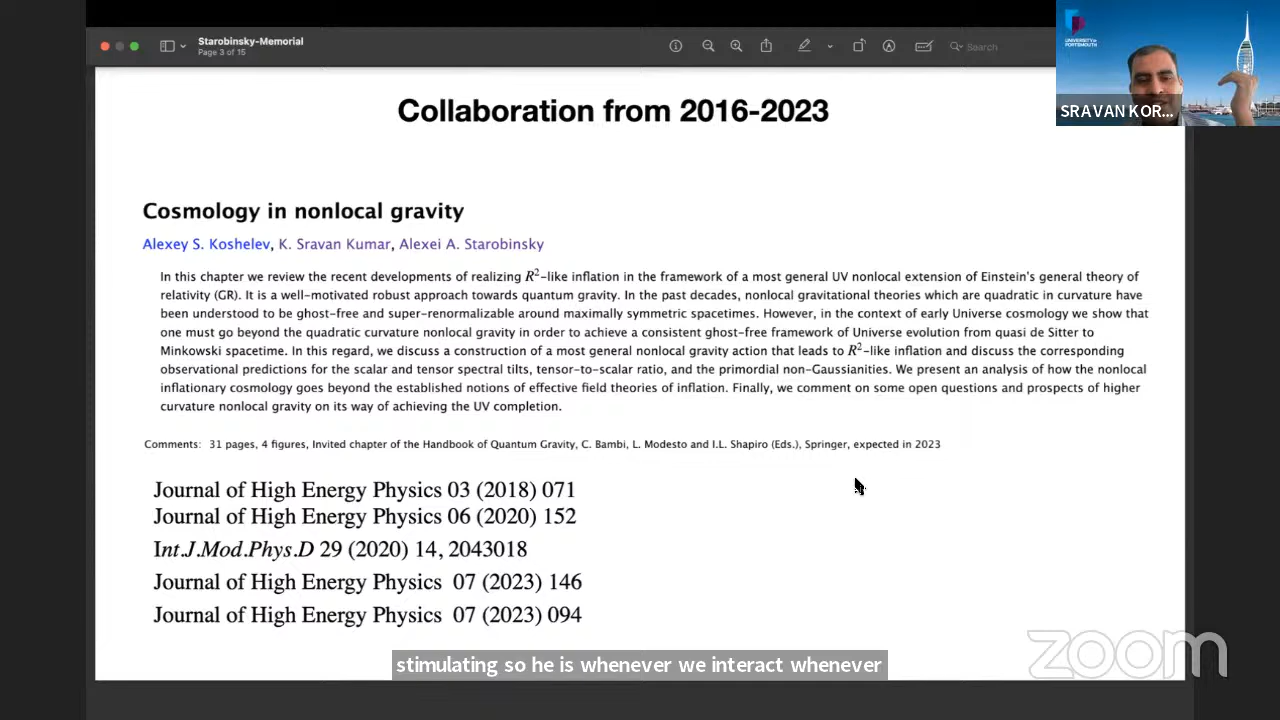 Starobinsky-Memorial
Page 3 of 15
Search
UNIVERSITY OF
PORTSMOUTH
SRAVAN KOR...
Collaboration from 2016-2023
Cosmology in nonlocal gravity
Alexey S. Koshelev, K. Sravan Kumar, Alexei A. Starobinsky
In this chapter we review the recent developments of realizing R²-like inflation in the framework of a most general UV nonlocal extension of Einstein's general theory of
relativity (GR). It is a well-motivated robust approach towards quantum gravity. In the past decades, nonlocal gravitational theories which are quadratic in curvature have
been understood to be ghost-free and super-renormalizable around maximally symmetric spacetimes. However, in the context of early Universe cosmology we show that
one must go beyond the quadratic curvature nonlocal gravity in order to achieve a consistent ghost-free framework of Universe evolution from quasi de Sitter to
Minkowski spacetime. In this regard, we discuss a construction of a most general nonlocal gravity action that leads to R²-like inflation and discuss the corresponding
observational predictions for the scalar and tensor spectral tilts, tensor-to-scalar ratio, and the primordial non-Gaussianities. We present an analysis of how the nonlocal
inflationary cosmology goes beyond the established notions of effective field theories of inflation. Finally, we comment on some open questions and prospects of higher
curvature nonlocal gravity on its way of achieving the UV completion.
Comments: 31 pages, 4 figures, Invited chapter of the Handbook of Quantum Gravity, C. Bambi, L. Modesto and I.L. Shapiro (Eds.), Springer, expected in 2023
Journal of High Energy Physics 03 (2018) 071
Journal of High Energy Physics 06 (2020) 152
Int.J.Mod.Phys.D 29 (2020) 14, 2043018
Journal of High Energy Physics 07 (2023) 146
Journal of High Energy Physics 07 (2023) 094
stimulating so he is whenever we interact whenever
zoom